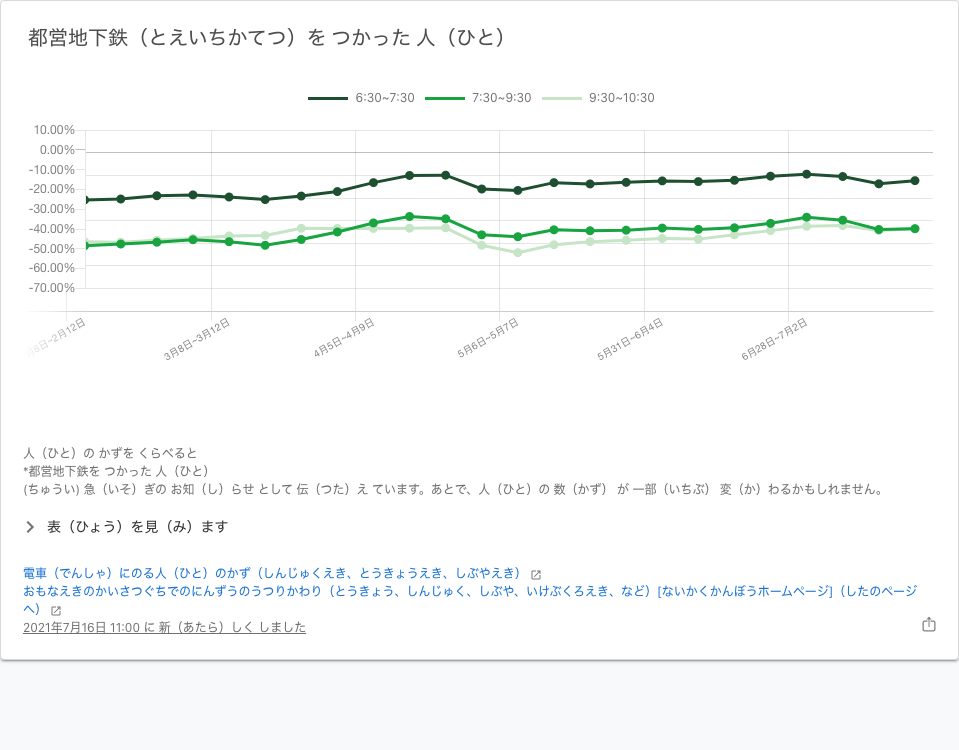 都営地下鉄（とえいちかてつ）を つかった 人（ひと）
6:30~7:30 7:30~9:30 9:30~10:30
10.00%
0.00%
-10.00%
-20.00%
-30.00%
-40.00%
-50.00%
-60.00%
-70.00%
8日~2月12日
3月8日~3月12日
4月5日~4月9日
5月6日~5月7日
5月31日~6月4日
6月28日~7月2日
人（ひと）の かずを くらべると
*都営地下鉄を つかった 人（ひと）
(ちゅうい) 急（いそ）ぎの お知（し）らせ として 伝（つた）え ています。あとで、人（ひと）の 数（かず） が 一部（いちぶ） 変（か）わるかもしれません。
表（ひょう）を見（み）ます
電車（でんしゃ）にのる人（ひと）のかず（しんじゅくえき、とうきょうえき、しぶやえき）
おもなえきのかいさつぐちでのにんずうのうつりかわり（とうきょう、しんじゅく、しぶや、いけぶくろえき、など）[ないかくかんぼうホームページ]（したのページ
へ）
2021年7月16日 11:00 に 新（あたら）しく しました